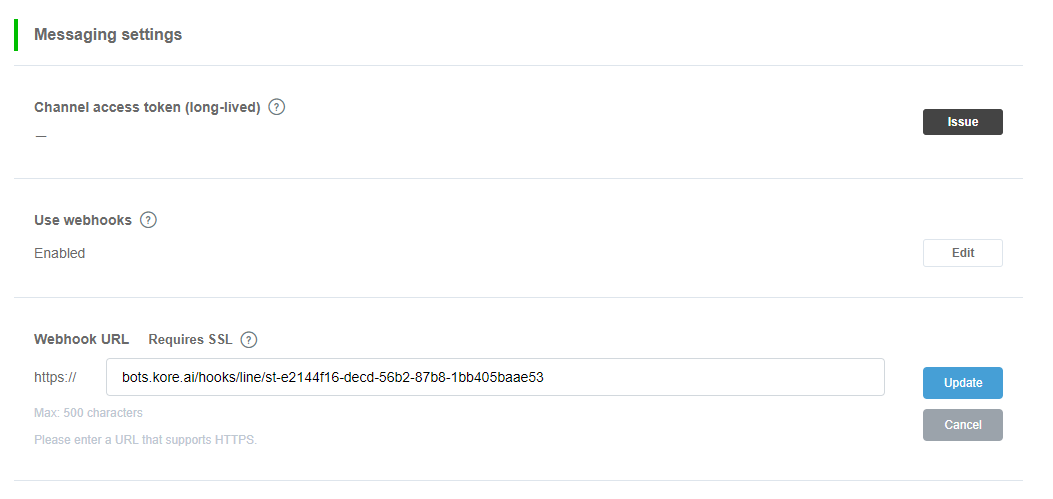 Messaging settings
Channel access token (long-lived) ?
—
Issue
Use webhooks ?
Enabled
Edit
Webhook URL Requires SSL ?
https:// bots.kore.ai/hooks/line/st-e2144f16-decd-56b2-87b8-1bb405baae53
Update
Max: 500 characters
Cancel
Please enter a URL that supports HTTPS.